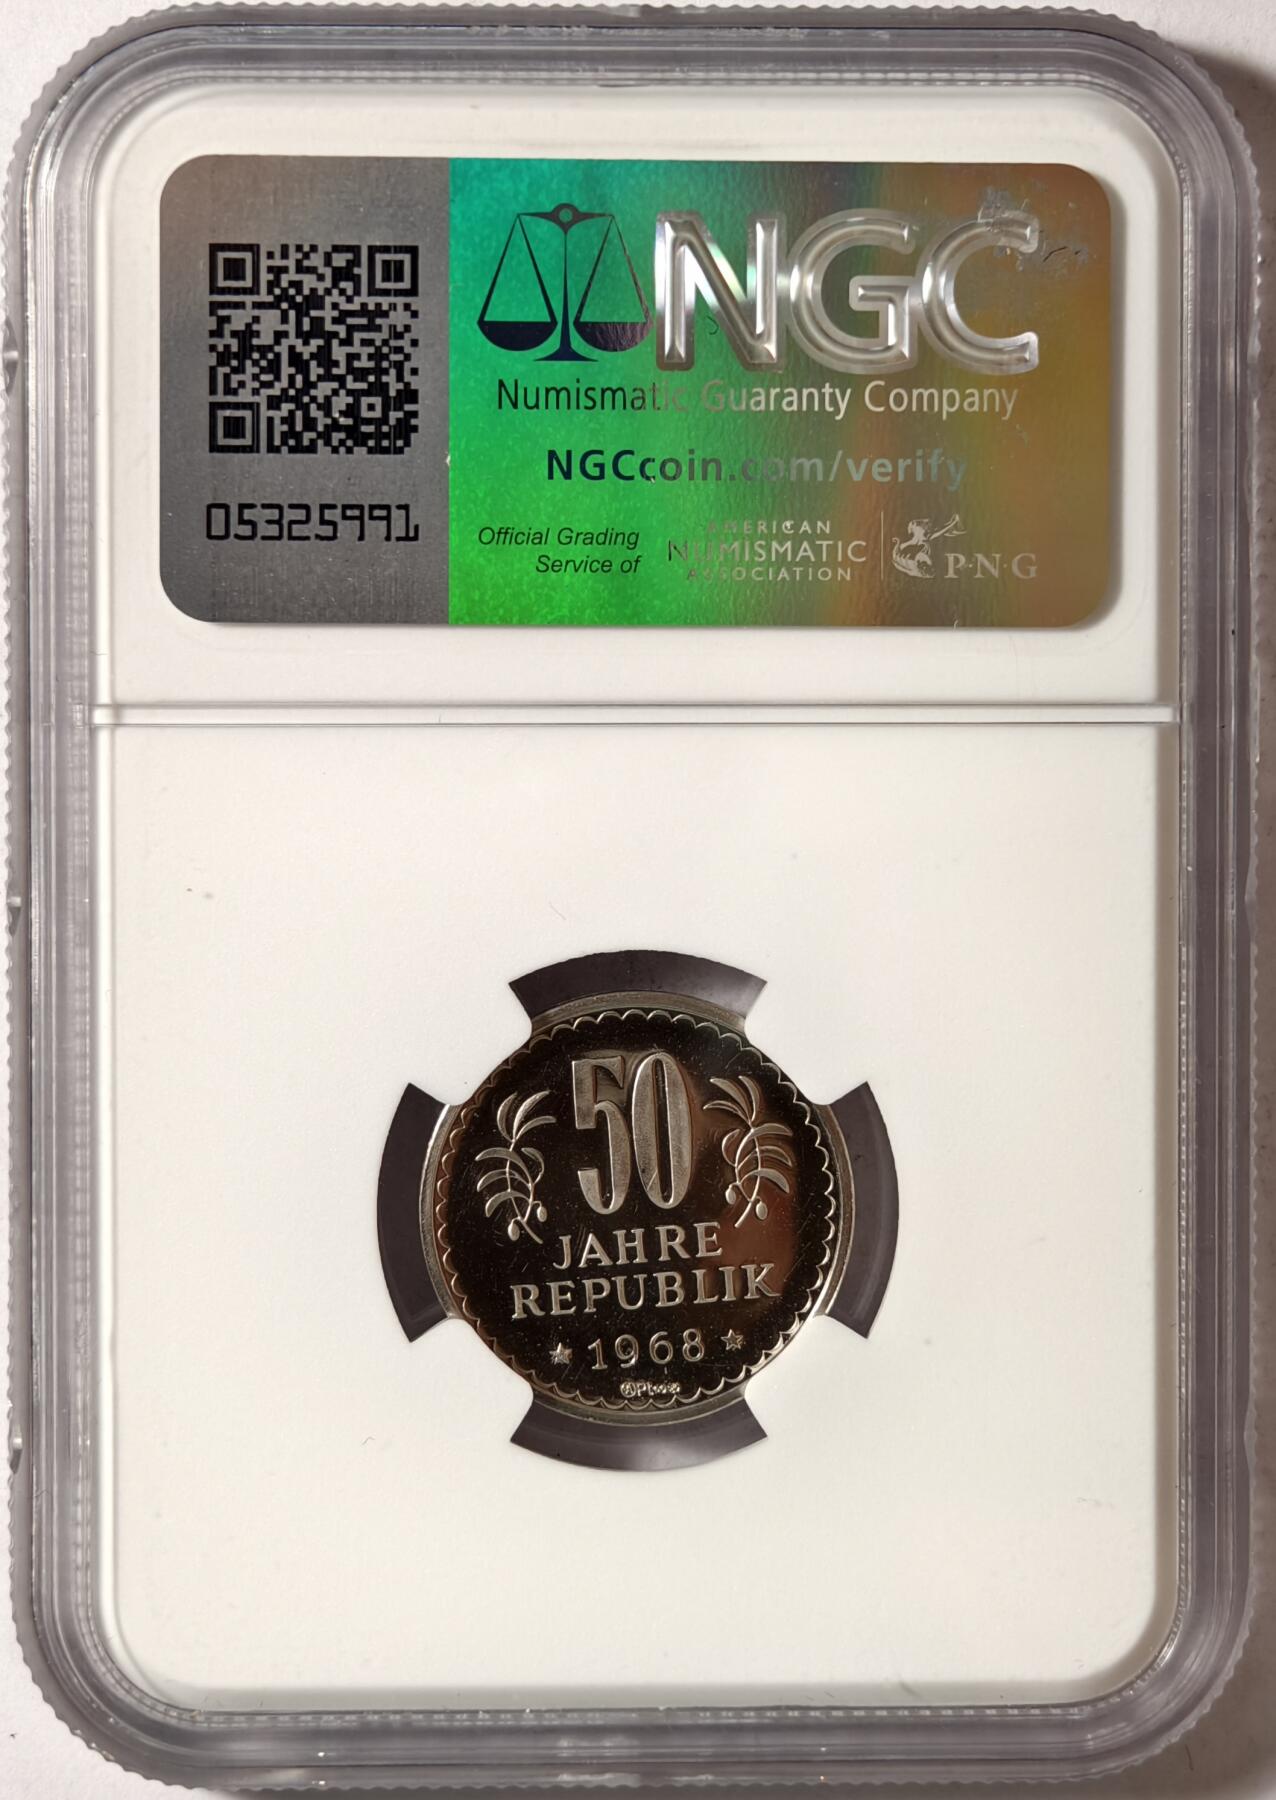 NGC
Numismatic Guaranty Company
NGCcoin.com/verify
05325991
Official Grading
Service of
AMERICAN
NUMISMATIC
ASSOCIATION
P·N·G
50
JAHRE
REPUBLIK
1968